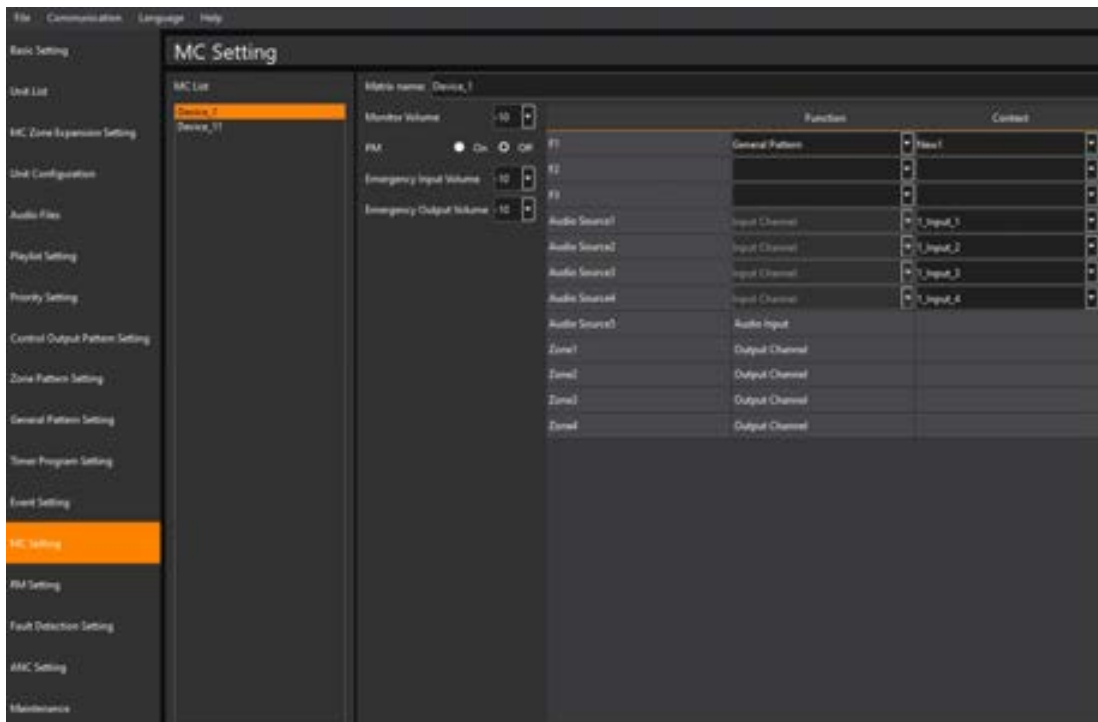 File Communication Language Help
Basic Setting
Unit List
MC Zone Expansion Setting
Unit Configuration
Audio Files
Playlist Setting
Priority Setting
Control Output Pattern Setting
Zone Pattern Setting
General Pattern Setting
Timer Program Setting
Event Setting
MC Setting
RM Setting
Fault Detection Setting
ANC Setting
Maintenance
MC Setting
MC List
Device_1
Device_11
Matrix name: Device_1
Monitor Volume -10
PM On Off
Emergency Input Volume -10
Emergency Output Volume -10
Function Context
F1 General Pattern New1
F2
F3
Audio Source1 Input Channel 1_Input_1
Audio Source2 Input Channel 1_Input_2
Audio Source3 Input Channel 1_Input_3
Audio Source4 Input Channel 1_Input_4
Audio Source5 Audio Input
Zone1 Output Channel
Zone2 Output Channel
Zone3 Output Channel
Zone4 Output Channel